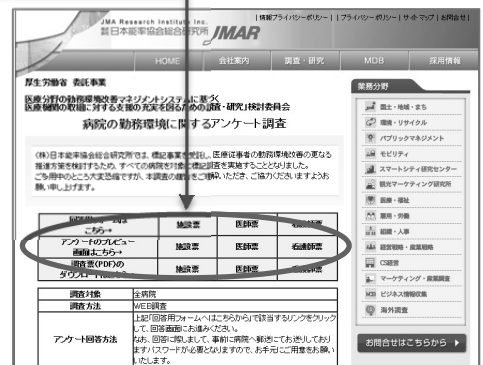 JMA Research Institute Inc.
株式会社 日本能率協会総合研究所 JMAR
|情報プライバシーポリシー| |プライバシーポリシー|サイトマップ|お問合せ|
HOME 会社案内 調査・研究 MDB 採用情報
厚生労働省 委託事業
医療分野の勤務環境改善マネジメントシステムに基づく
医療機関の取組に対する支援の充実を図るための調査・研究検討委員会
病院の勤務環境に関するアンケート調査
(株)日本能率協会総合研究所では、標記事業を受託し、医療従事者の勤務環境改善の更なる
推進方策を検討するため、すべての病院を対象に標記調査を実施することとなりました。
ご多用中のところ大変恐縮ですが、本調査の趣旨をご理解いただき、ご協力くださいますようお
願い申し上げます。
こちら→ 施設票 医師票
アンケートのプレビュー
画面はこちら→ 施設票 医師票 看護師票
調査票(PDF)の
施設票 医師票
調査対象 全病院
調査方法 WEB調査
アンケート回答方法
上記「回答用フォームはこちらから」で該当するリンクをクリック
して、回答画面にお進みください。
なお、回答に際しまして、事前に病院へ郵送にてお送りしており
ますパスワードが必要となりますので、お手元にご用意をお願い
いたします。
業務分野
国土・地域・まち
環境・リサイクル
パブリックマネジメント
モビリティ
スマートシティ研究センター
観光マーケティング研究所
医療・福祉
雇用・労働
組織・人事
経営戦略・産業戦略
CS経営
マーケティング・産業調査
MDB ビジネス情報収集
海外調査
お問合せはこちらから